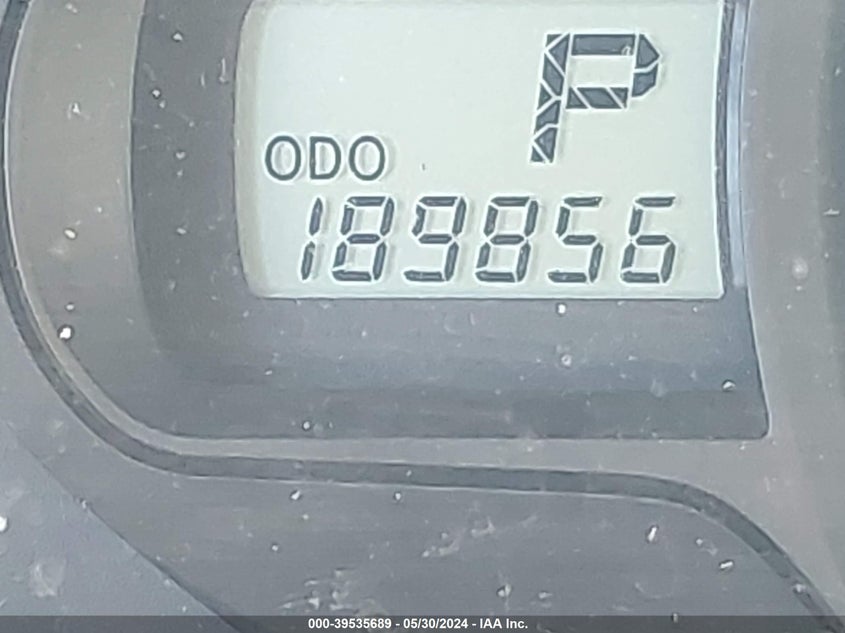 P
ODO
189856
000-39535689 - 05/30/2024 - IAA Inc.